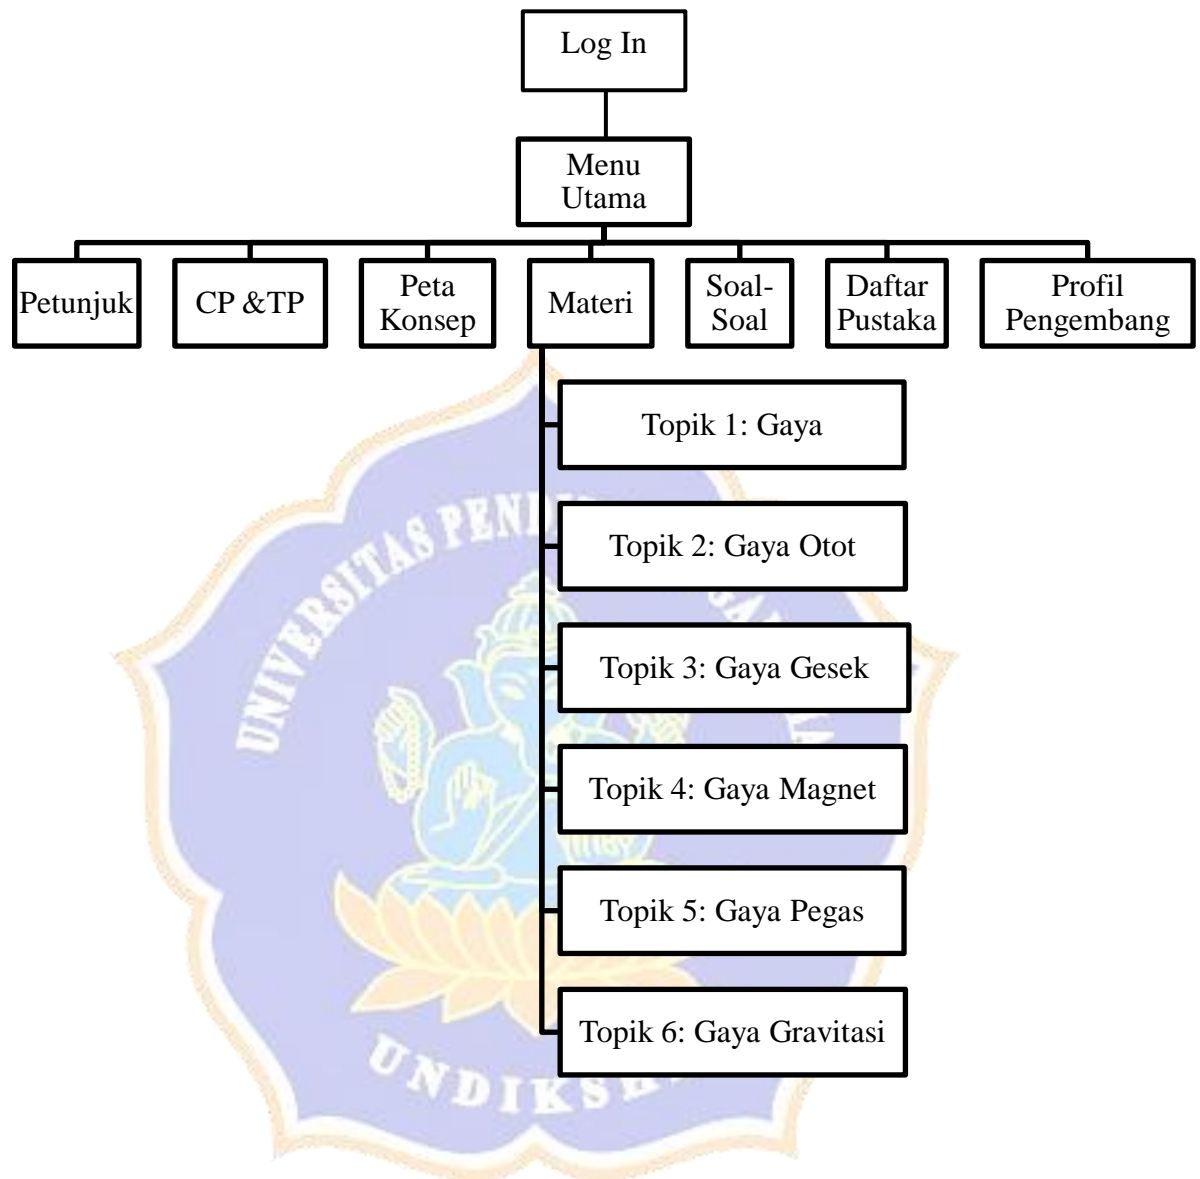 Log In
Menu
Utama
Petunjuk
CP &TP
Peta
Konsep
Materi
Soal-
Soal
Daftar
Pustaka
Profil
Pengembang
Topik 1: Gaya
Topik 2: Gaya Otot
Topik 3: Gaya Gesek
Topik 4: Gaya Magnet
Topik 5: Gaya Pegas
Topik 6: Gaya Gravitasi
UNIVERSITAS